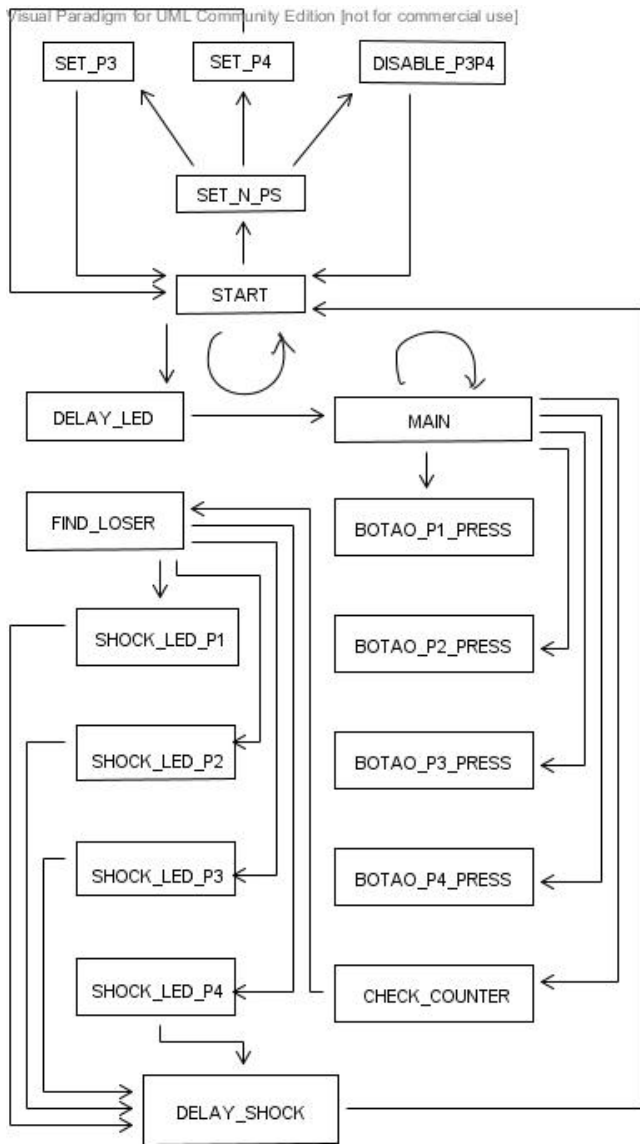 Visual Paradigm for UML Community Edition [not for commercial use]
SET_P3
SET_P4
DISABLE_P3P4
SET_N_PS
START
DELAY_LED
MAIN
FIND_LOSER
BOTAO_P1_PRESS
SHOCK_LED_P1
BOTAO_P2_PRESS
SHOCK_LED_P2
BOTAO_P3_PRESS
SHOCK_LED_P3
BOTAO_P4_PRESS
SHOCK_LED_P4
CHECK_COUNTER
DELAY_SHOCK